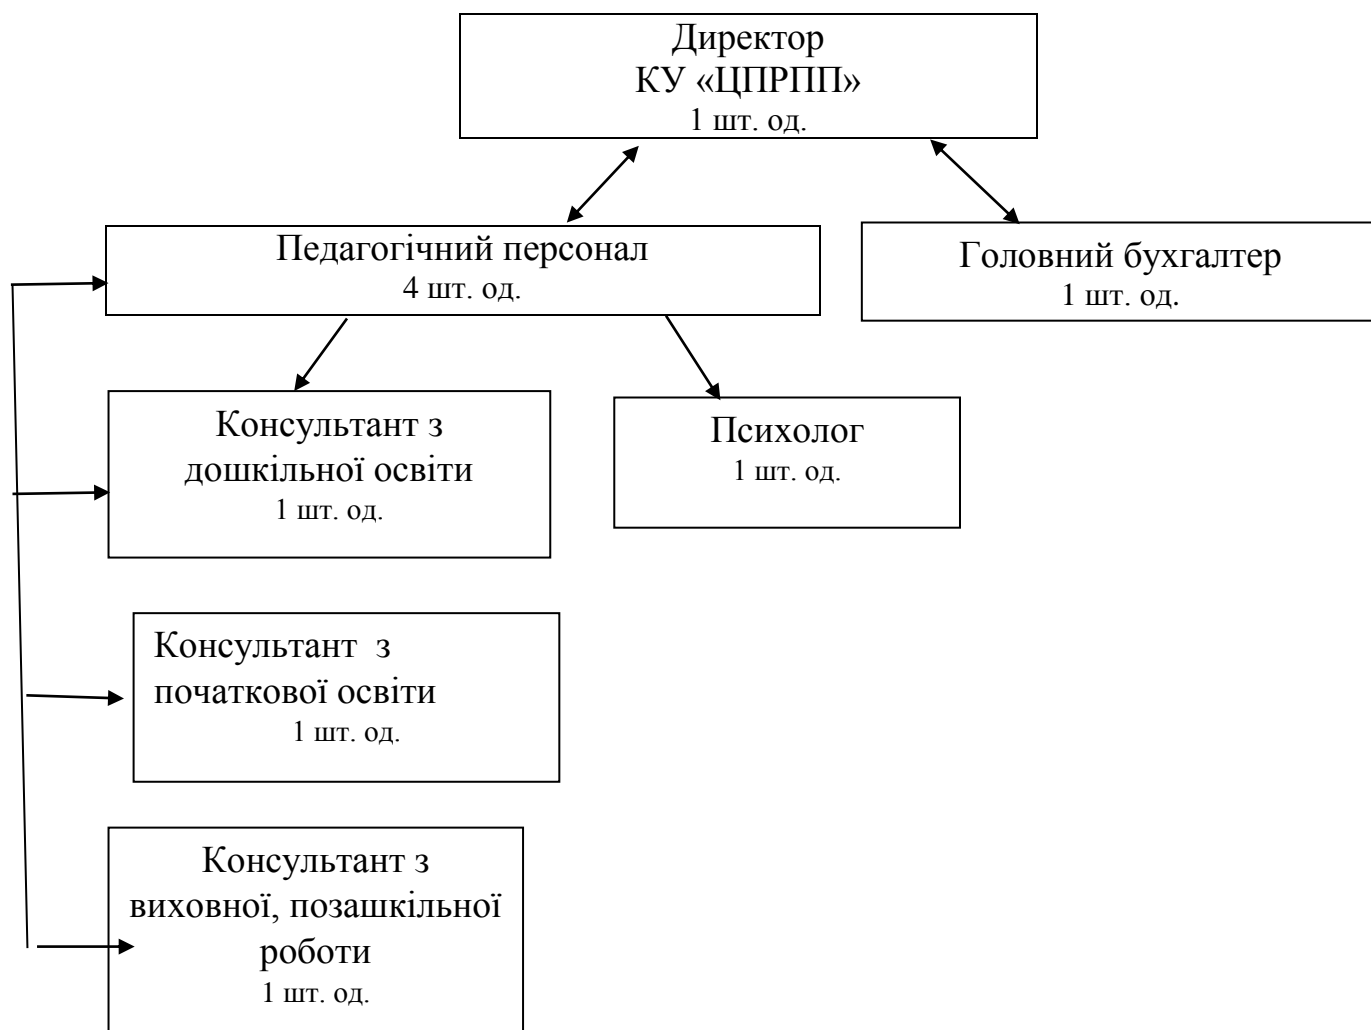 Директор
КУ «ЦПРПП»
1 шт. од.
Педагогічний персонал
4 шт. од.
Головний бухгалтер
1 шт. од.
Консультант з
дошкільної освіти
1 шт. од.
Психолог
1 шт. од.
Консультант з
початкової освіти
1 шт. од.
Консультант з
виховної, позашкільної
роботи
1 шт. од.